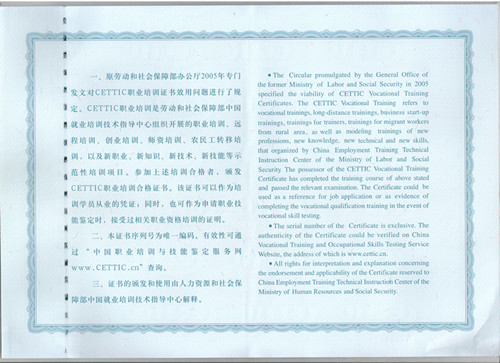 一、原劳动和社会保障部办公厅2005年专门
发文对CETTIC职业培训证书效用问题进行了规
定。CETTIC职业培训是劳动和社会保障部中国
就业培训技术指导中心组织开展的职业培训、远
程培训、创业培训、师资培训、农民工转移培
训，以及新职业、新知识、新技术、新技能等示
范性培训项目。参加上述培训合格者，颁发
CETTIC职业培训合格证书。该证书可以作为培
训学员从业的凭证；同时，也可作为申请职业技
能鉴定时，接受过相关职业资格培训的证明。
二、本证书序列号为唯一编码，有效性可通
过“中国职业培训与技能鉴定服务网
www.CETTIC.cn”查询。
三、证书的颁发和使用由人力资源和社会保
障部中国就业培训技术指导中心解释。
●The Circular promulgated by the General Office of
the former Ministry of Labor and Social Security in 2005
specified the viability of CETTIC Vocational Training
Certificates. The CETTIC Vocational Training refers to
vocational trainings, long-distance trainings, business start-up
trainings, trainings for trainers, trainings for migrant workers
from rural area, as well as modeling trainings of new
professions, new knowledge, new technical and new skills,
that organized by China Employment Training Technical
Instruction Center of the Ministry of Labor and Social
Security The possessor of the CETTIC Vocational Training
Certificate has completed the training course of above stated
and passed the relevant examination. The Certificate could be
used as a reference for job application or as evidence of
completing the vocational qualification training in the event of
vocational skill testing.
●The serial number of the Certificate is exclusive. The
authenticity of the Certificate could be verified on China
Vocational Training and Occupational Skills Testing Service
Website, the address of which is www.cettic.cn.
●All rights for interpretation and explanation concerning
the endorsement and applicability of the Certificate reserved to
China Employment Training Technical Instruction Center of the
Ministry of Human Resources and Social Security.